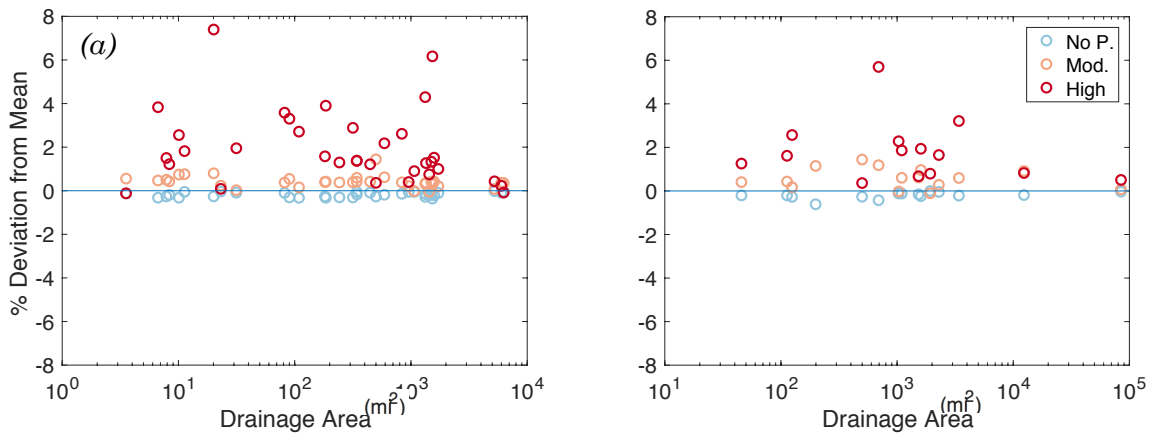 (a)
% Deviation from Mean
8
6
4
2
0
-2
-4
-6
-8
10^0 10^1 10^2 10^3 10^4
Drainage Area (mi^2)
No P.
Mod.
High
8
6
4
2
0
-2
-4
-6
-8
10^1 10^2 10^3 10^4 10^5
Drainage Area (mi^2)